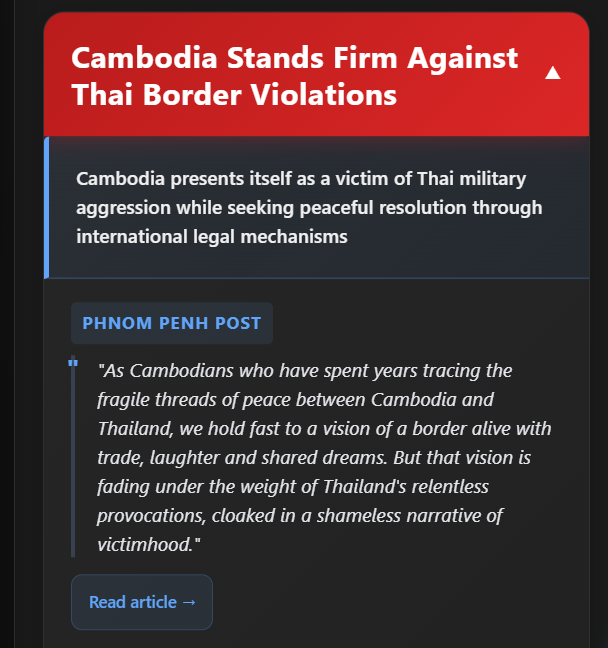 Cambodia Stands Firm Against
Thai Border Violations
▲
Cambodia presents itself as a victim of Thai military
aggression while seeking peaceful resolution through
international legal mechanisms
PHNOM PENH POST
"
"As Cambodians who have spent years tracing the
fragile threads of peace between Cambodia and
Thailand, we hold fast to a vision of a border alive with
trade, laughter and shared dreams. But that vision is
fading under the weight of Thailand's relentless
provocations, cloaked in a shameless narrative of
victimhood."
Read article →